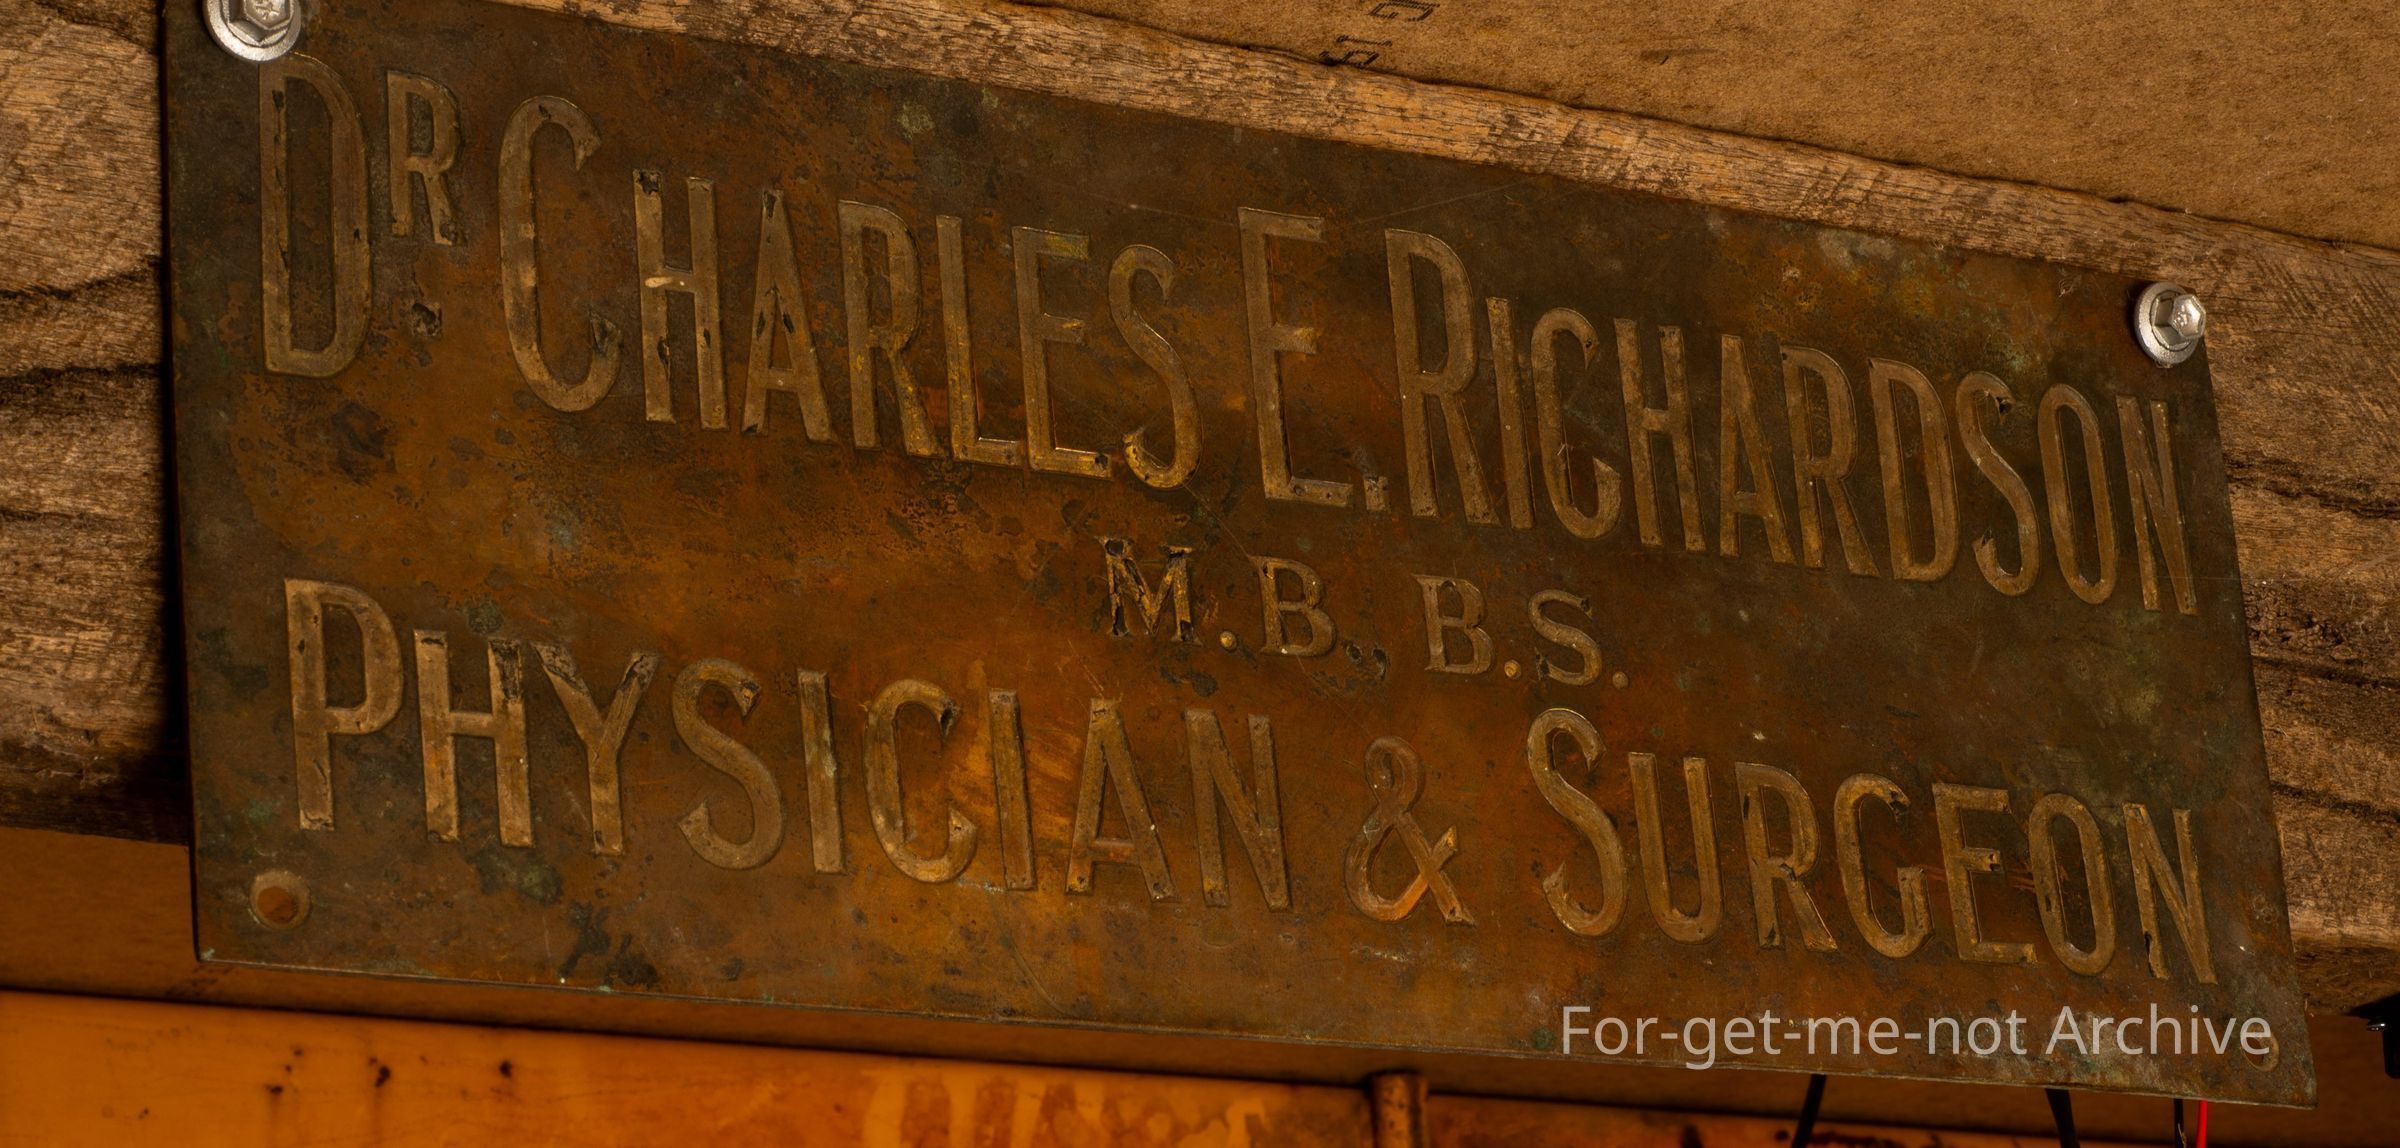 Dr. Charles E. Richardson
M.B., B.S.
Physician & Surgeon
For-get-me-not Archive